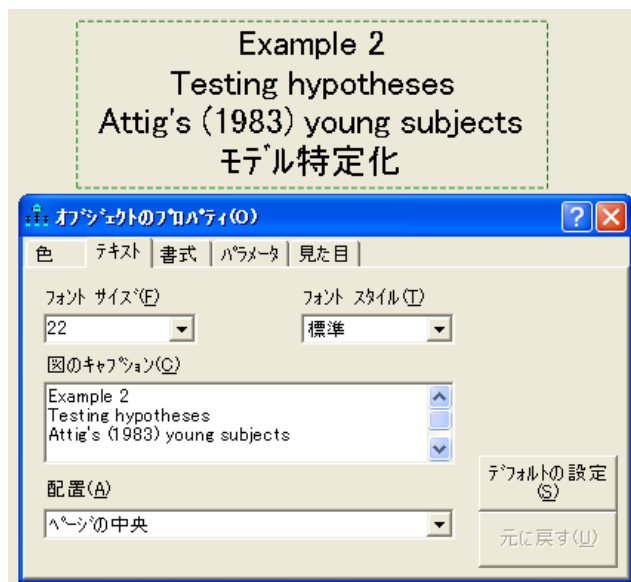 Example 2
Testing hypotheses
Attig's (1983) young subjects
ﾓﾃﾞﾙ特定化
ｵﾌﾞｼﾞｪｸﾄのﾌﾟﾛﾊﾟﾃｨ(O)
色 ﾃｷｽﾄ 書式 ﾊﾟﾗﾒｰﾀ 見た目
ﾌｫﾝﾄ ｻｲｽﾞ(F) ﾌｫﾝﾄ ｽﾀｲﾙ(T)
22 標準
図のｷｬﾌﾟｼｮﾝ(C)
Example 2
Testing hypotheses
Attig's (1983) young subjects
配置(A)
ﾍﾟｰｼﾞの中央
ﾃﾞﾌｫﾙﾄの設定
(S)
元に戻す(U)